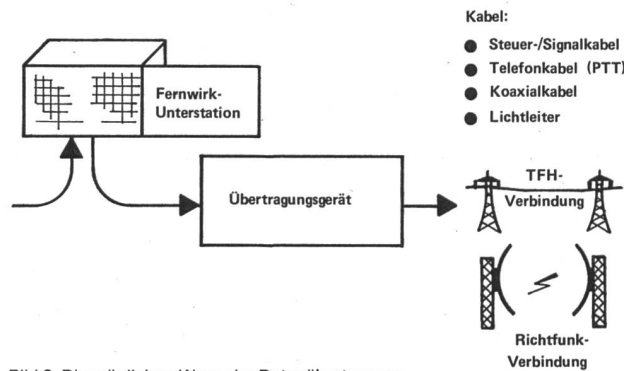 Kabel:
● Steuer-/Signalkabel
● Telefonkabel (PTT)
● Koaxialkabel
● Lichtleiter
Fernwirk-
Unterstation
Übertragungsgerät
TFH-
Verbindung
Richtfunk-
Verbindung